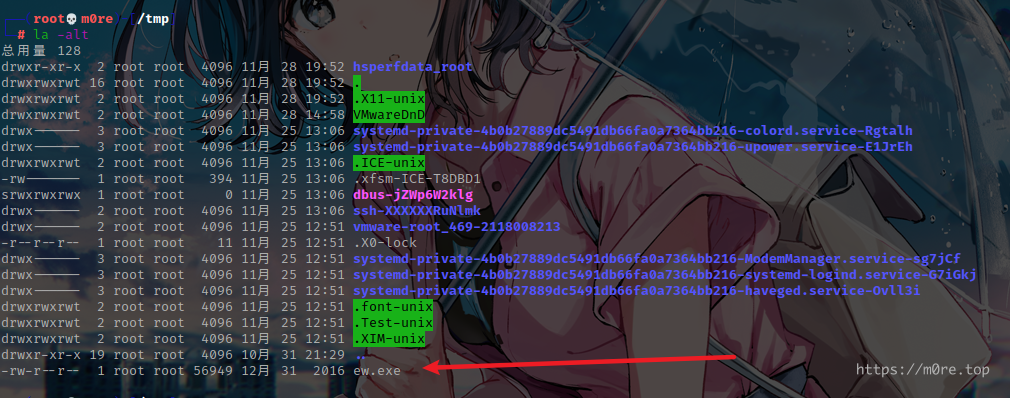 root💀m0re /tmp
# la -alt
总用量 128
drwxr-xr-x 2 root root 4096 11月 28 19:52 hsperfdata_root
drwxrwxrwt 16 root root 4096 11月 28 19:52 .
drwxrwxrwt 2 root root 4096 11月 28 19:52 .X11-unix
drwxrwxrwt 2 root root 4096 11月 28 14:58 VMwareDnD
drwx------ 3 root root 4096 11月 25 13:06 systemd-private-4b0b27889dc5491db66fa0a7364bb216-colord.service-Rgtalh
drwx------ 3 root root 4096 11月 25 13:06 systemd-private-4b0b27889dc5491db66fa0a7364bb216-upower.service-E1JrEh
drwxrwxrwt 2 root root 4096 11月 25 13:06 .ICE-unix
-rw------- 1 root root 394 11月 25 13:06 .xfsm-ICE-T8DBD1
srwxrwxrwx 1 root root 0 11月 25 13:06 dbus-jZWp6W2klg
drwx------ 2 root root 4096 11月 25 13:06 ssh-XXXXXXRuNlmk
drwx------ 2 root root 4096 11月 25 12:51 vmware-root_469-2118008213
-r--r--r-- 1 root root 11 11月 25 12:51 .X0-lock
drwx------ 3 root root 4096 11月 25 12:51 systemd-private-4b0b27889dc5491db66fa0a7364bb216-ModemManager.service-sg7jCf
drwx------ 3 root root 4096 11月 25 12:51 systemd-private-4b0b27889dc5491db66fa0a7364bb216-systemd-logind.service-G7iGkj
drwx------ 3 root root 4096 11月 25 12:51 systemd-private-4b0b27889dc5491db66fa0a7364bb216-haveged.service-Ovll3i
drwxrwxrwt 2 root root 4096 11月 25 12:51 .font-unix
drwxrwxrwt 2 root root 4096 11月 25 12:51 .Test-unix
drwxrwxrwt 2 root root 4096 11月 25 12:51 .XIM-unix
drwxr-xr-x 19 root root 4096 10月 31 21:29 ..
-rw-r--r-- 1 root root 56949 12月 31 2016 ew.exe
https://m0re.top